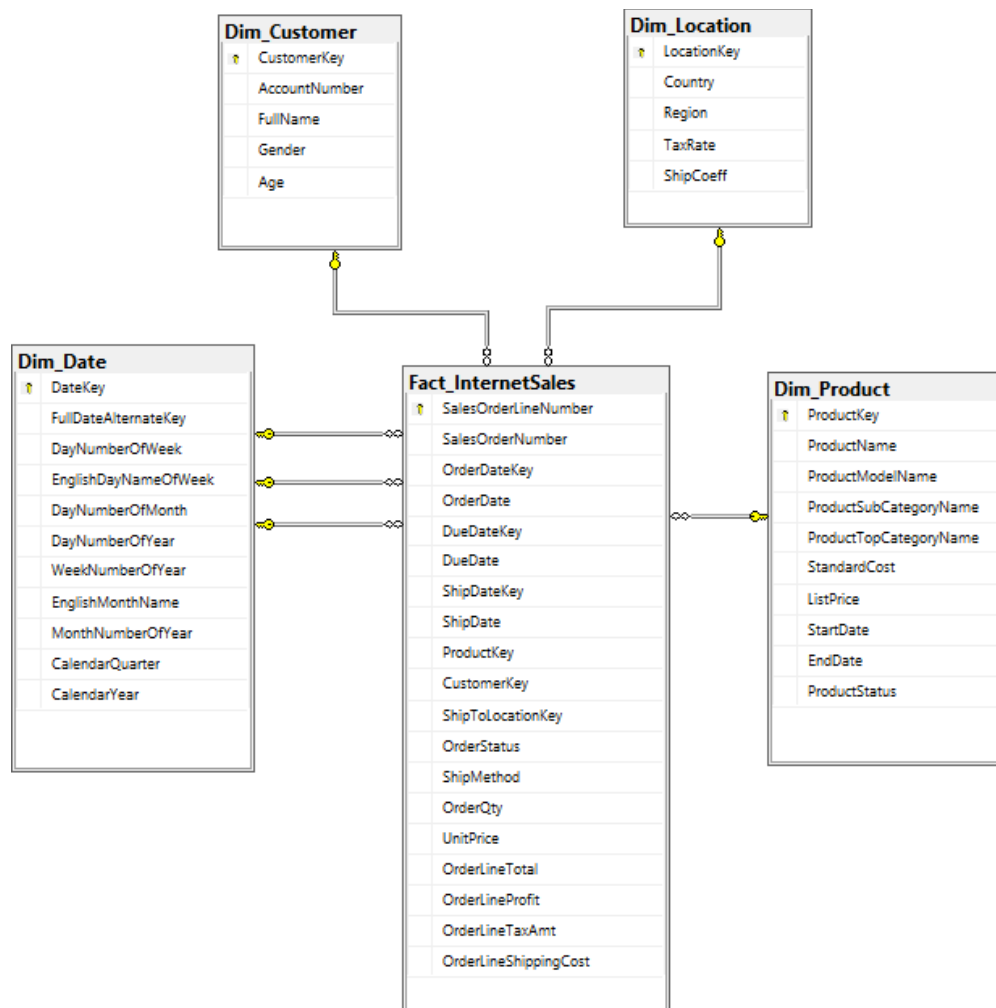 Dim_Customer
CustomerKey
AccountNumber
FullName
Gender
Age
Dim_Location
LocationKey
Country
Region
TaxRate
ShipCoeff
Dim_Date
DateKey
FullDateAlternateKey
DayNumberOfWeek
EnglishDayNameOfWeek
DayNumberOfMonth
DayNumberOfYear
WeekNumberOfYear
EnglishMonthName
MonthNumberOfYear
CalendarQuarter
CalendarYear
Fact_InternetSales
SalesOrderLineNumber
SalesOrderNumber
OrderDateKey
OrderDate
DueDateKey
DueDate
ShipDateKey
ShipDate
ProductKey
CustomerKey
ShipToLocationKey
OrderStatus
ShipMethod
OrderQty
UnitPrice
OrderLineTotal
OrderLineProfit
OrderLineTaxAmt
OrderLineShippingCost
Dim_Product
ProductKey
ProductName
ProductModelName
ProductSubCategoryName
ProductTopCategoryName
StandardCost
ListPrice
StartDate
EndDate
ProductStatus